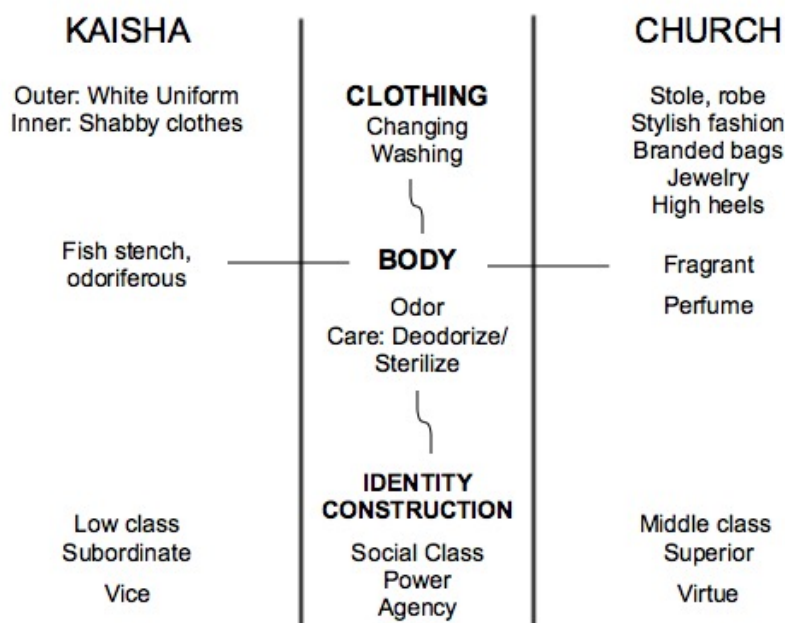 KAISHA
Outer: White Uniform
Inner: Shabby clothes
Fish stench,
odoriferous
Low class
Subordinate
Vice
CLOTHING
Changing
Washing
BODY
Odor
Care: Deodorize/
Sterilize
IDENTITY
CONSTRUCTION
Social Class
Power
Agency
CHURCH
Stole, robe
Stylish fashion
Branded bags
Jewelry
High heels
Fragrant
Perfume
Middle class
Superior
Virtue